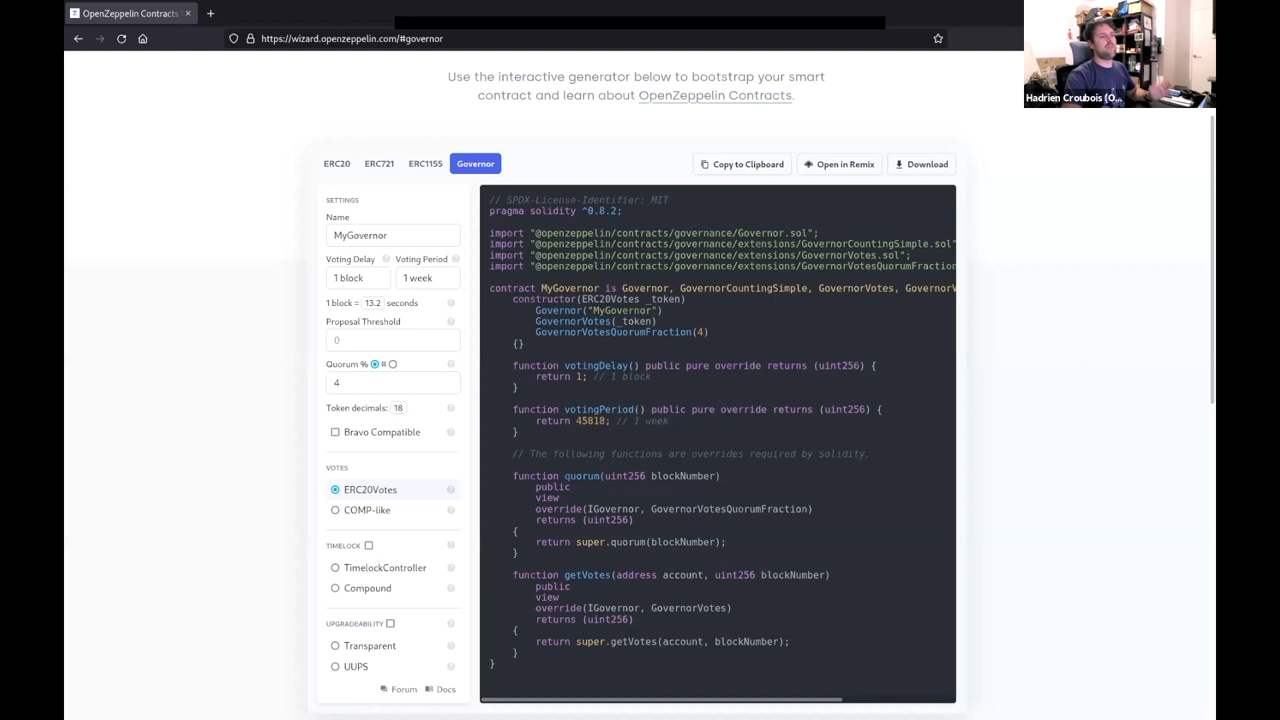 OpenZeppelin Contracts
https://wizard.openzeppelin.com/#governor
Hadrien Croubois (O...
Use the interactive generator below to bootstrap your smart
contract and learn about OpenZeppelin Contracts.
ERC20 ERC721 ERC1155 Governor
Copy to Clipboard Open in Remix Download
SETTINGS
Name
MyGovernor
Voting Delay Voting Period
1 block 1 week
1 block = 13.2 seconds
Proposal Threshold
0
Quorum % #
4
Token decimals: 18
Bravo Compatible
VOTES
ERC20Votes
COMP-like
TIMELOCK
TimelockController
Compound
UPGRADEABILITY
Transparent
UUPS
Forum Docs
// SPDX-License-Identifier: MIT
pragma solidity ^0.8.2;
import "@openzeppelin/contracts/governance/Governor.sol";
import "@openzeppelin/contracts/governance/extensions/GovernorCountingSimple.sol"
import "@openzeppelin/contracts/governance/extensions/GovernorVotes.sol";
import "@openzeppelin/contracts/governance/extensions/GovernorVotesQuorumFraction
contract MyGovernor is Governor, GovernorCountingSimple, GovernorVotes, GovernorV
constructor(ERC20Votes _token)
Governor("MyGovernor")
GovernorVotes(_token)
GovernorVotesQuorumFraction(4)
{}
function votingDelay() public pure override returns (uint256) {
return 1; // 1 block
}
function votingPeriod() public pure override returns (uint256) {
return 45818; // 1 week
}
// The following functions are overrides required by Solidity.
function quorum(uint256 blockNumber)
public
view
override(IGovernor, GovernorVotesQuorumFraction)
returns (uint256)
{
return super.quorum(blockNumber);
}
function getVotes(address account, uint256 blockNumber)
public
view
override(IGovernor, GovernorVotes)
returns (uint256)
{
return super.getVotes(account, blockNumber);
}
}